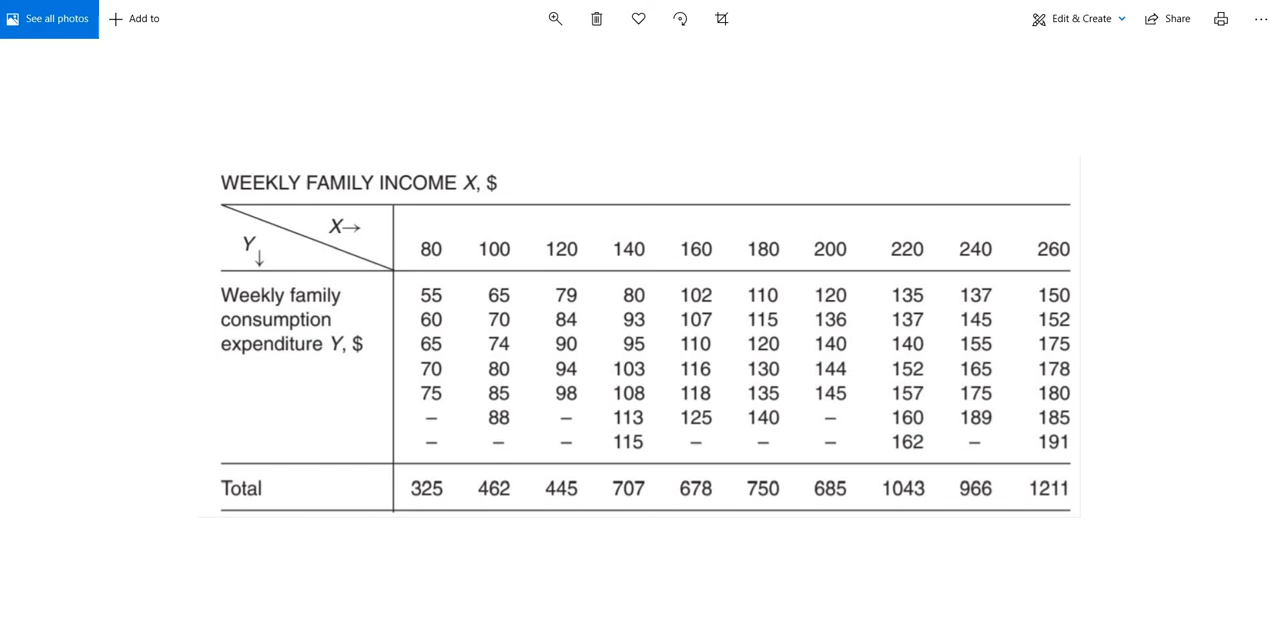 See all photos + Add to Edit & Create Share ...
WEEKLY FAMILY INCOME X, $
X→
Y↓ 80 100 120 140 160 180 200 220 240 260
Weekly family 55 65 79 80 102 110 120 135 137 150
consumption 60 70 84 93 107 115 136 137 145 152
expenditure Y, $ 65 74 90 95 110 120 140 140 155 175
70 80 94 103 116 130 144 152 165 178
75 85 98 108 118 135 145 157 175 180
– 88 – 113 125 140 – 160 189 185
– – – 115 – – – 162 – 191
Total 325 462 445 707 678 750 685 1043 966 1211